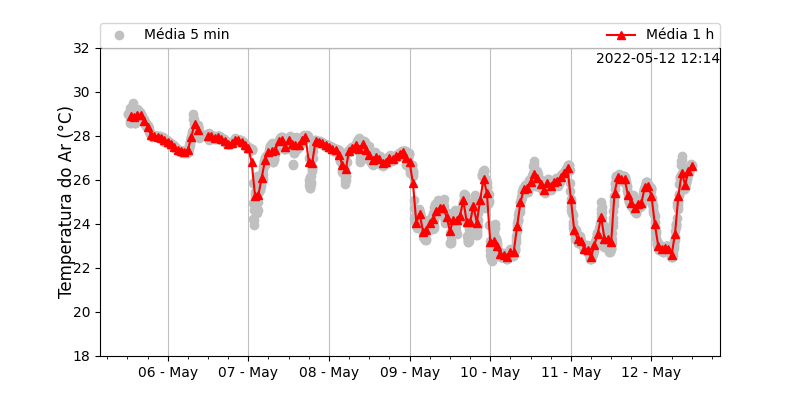 Média 5 min
Média 1 h
2022-05-12 12:14
Temperatura do Ar (°C)
32
30
28
26
24
22
20
18
06 - May
07 - May
08 - May
09 - May
10 - May
11 - May
12 - May